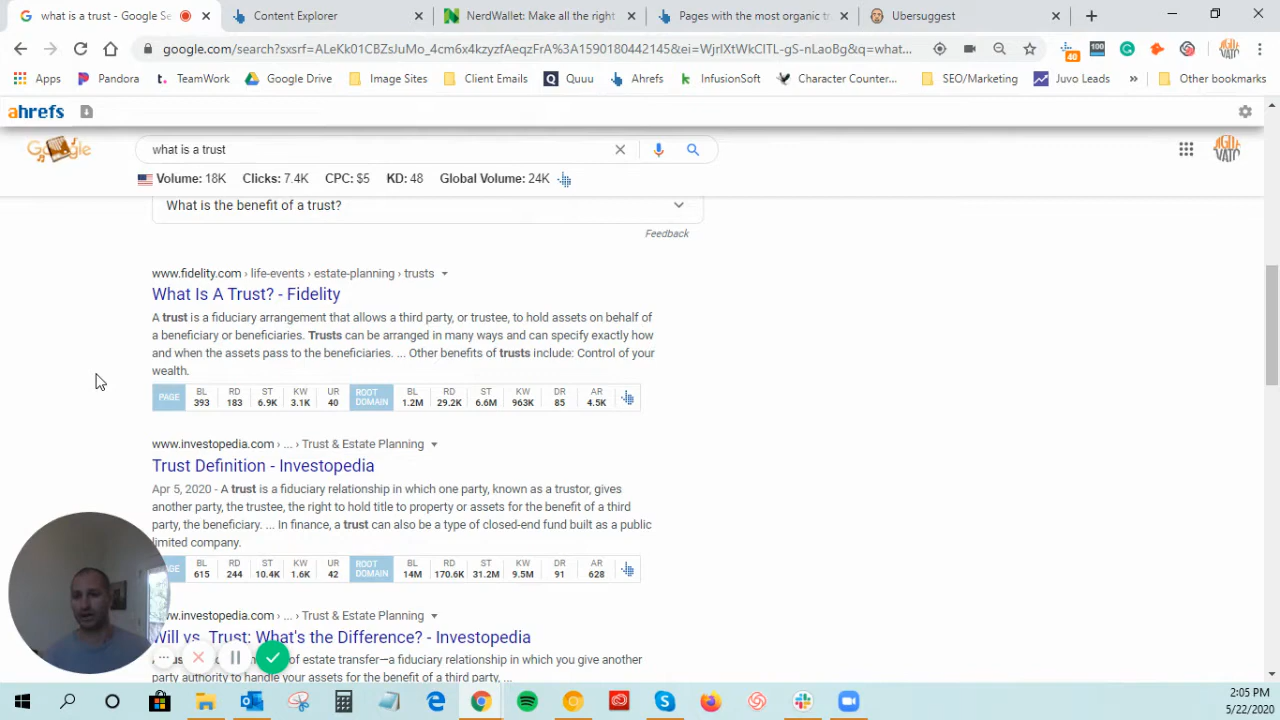 what is a trust - Google Se
Content Explorer
NerdWallet: Make all the right
Pages with the most organic tr
Ubersuggest
google.com/search?sxsrf=ALeKk01CBZsJuMo_4cm6x4kzyzfAeqzFrA%3A1590180442145&ei=WjrIXtWrCITL-gS-nLaoBg&q=what...
40
100
Apps
Pandora
TeamWork
Google Drive
Image Sites
Client Emails
Quuu
Ahrefs
InfusionSoft
Character Counter...
SEO/Marketing
Juvo Leads
»
Other bookmarks
ahrefs
Google
what is a trust
Volume: 18K Clicks: 7.4K CPC: $5 KD: 48 Global Volume: 24K
What is the benefit of a trust?
Feedback
www.fidelity.com › life-events › estate-planning › trusts
What Is A Trust? - Fidelity
A trust is a fiduciary arrangement that allows a third party, or trustee, to hold assets on behalf of
a beneficiary or beneficiaries. Trusts can be arranged in many ways and can specify exactly how
and when the assets pass to the beneficiaries. ... Other benefits of trusts include: Control of your
wealth.
PAGE BL 393 RD 183 ST 6.9K KW 3.1K UR 40 ROOT DOMAIN BL 1.2M RD 29.2K ST 6.6M KW 963K DR 85 AR 4.5K
www.investopedia.com › ... › Trust & Estate Planning
Trust Definition - Investopedia
Apr 5, 2020 - A trust is a fiduciary relationship in which one party, known as a trustor, gives
another party, the trustee, the right to hold title to property or assets for the benefit of a third
party, the beneficiary. ... In finance, a trust can also be a type of closed-end fund built as a public
limited company.
BL 615 RD 244 ST 10.4K KW 1.6K UR 42 ROOT DOMAIN BL 14M RD 170.6K ST 31.2M KW 9.5M DR 91 AR 628
.investopedia.com › ... › Trust & Estate Planning
Will vs. Trust: What's the Difference? - Investopedia
of estate transfer—a fiduciary relationship in which you give another
party authority to handle your assets for the benefit of a third party, ...
2:05 PM
5/22/2020